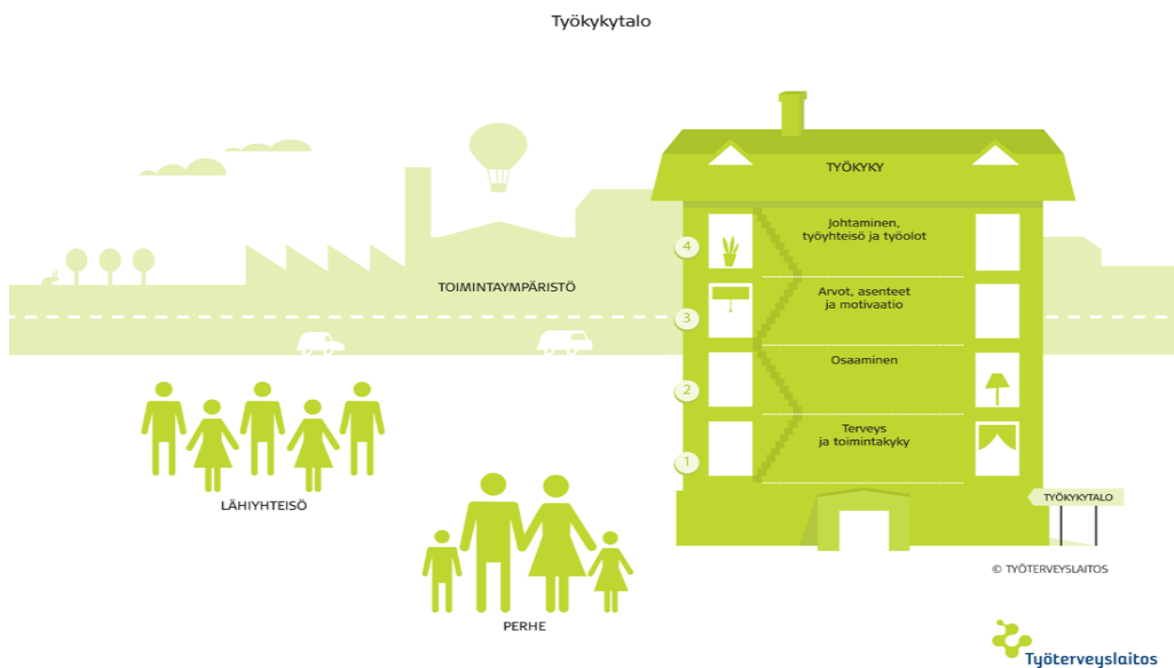 Työkykytalo
TYÖKYKY
4
Johtaminen,
työyhteisö ja työolot
3
Arvot, asenteet
ja motivaatio
2
Osaaminen
1
Terveys
ja toimintakyky
TOIMINTAYMPÄRISTÖ
LÄHIYHTEISÖ
PERHE
TYÖKYKYTALO
© TYÖTERVEYSLAITOS
Työterveyslaitos